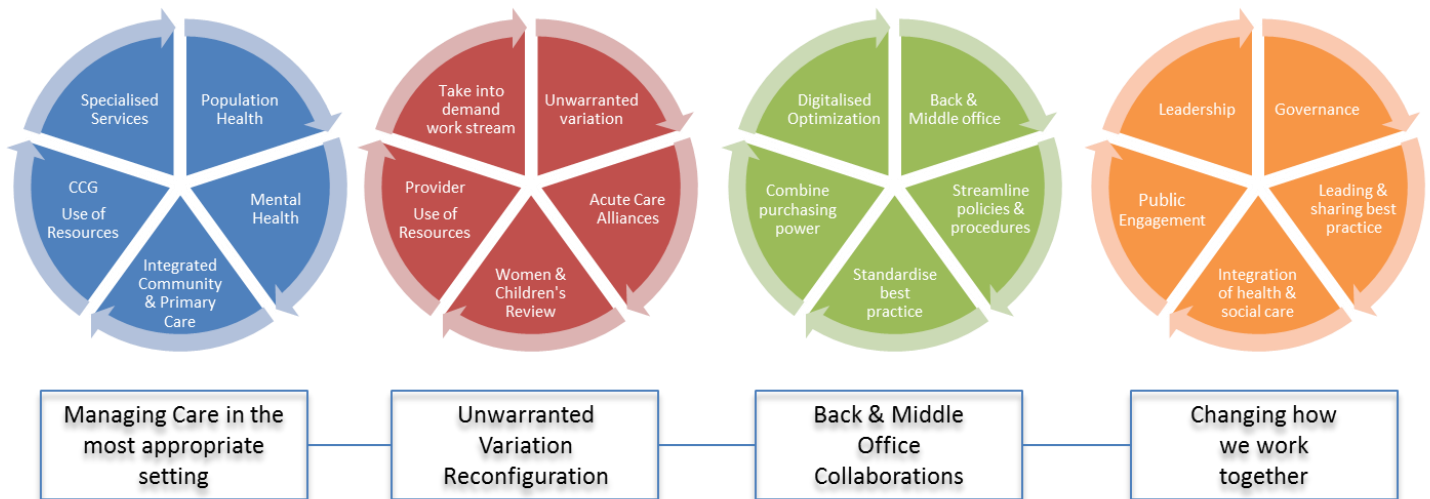 Specialised
Services
Population
Health
Mental
Health
Integrated
Community
& Primary
Care
CCG
Use of
Resources
Take into
demand
work stream
Unwarranted
variation
Acute Care
Alliances
Women &
Children's
Review
Provider
Use of
Resources
Digitalised
Optimization
Back &
Middle office
Streamline
policies &
procedures
Standardise
best
practice
Combine
purchasing
power
Leadership
Governance
Leading &
sharing best
practice
Integration
of health &
social care
Public
Engagement
Managing Care in the
most appropriate
setting
Unwarranted
Variation
Reconfiguration
Back & Middle
Office
Collaborations
Changing how
we work
together